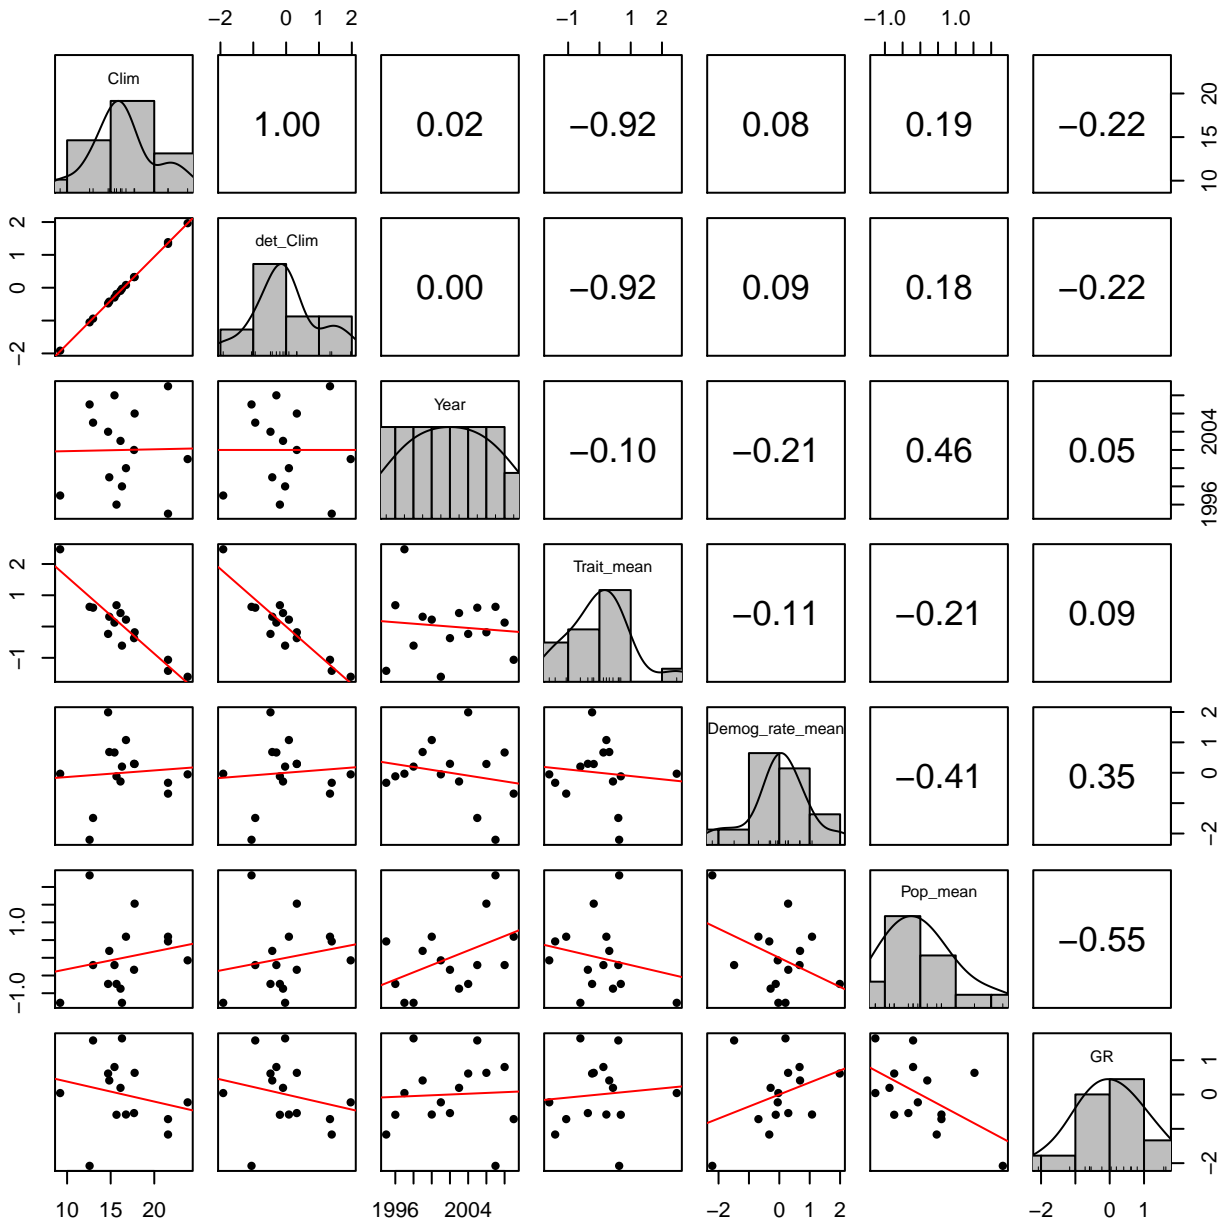 −2 0 1 2 −1 1 2 −1.0 1.0
Clim 1.00 0.02 −0.92 0.08 0.19 −0.22 10 15 20
−2 0 1 2 det_Clim 0.00 −0.92 0.09 0.18 −0.22
Year −0.10 −0.21 0.46 0.05 1996 2004
−1 1 2 Trait_mean −0.11 −0.21 0.09
Demog_rate_mean −0.41 0.35 −2 0 1 2
−1.0 1.0 Pop_mean −0.55
GR −2 0 1
10 15 20 1996 2004 −2 0 1 2 −2 0 1